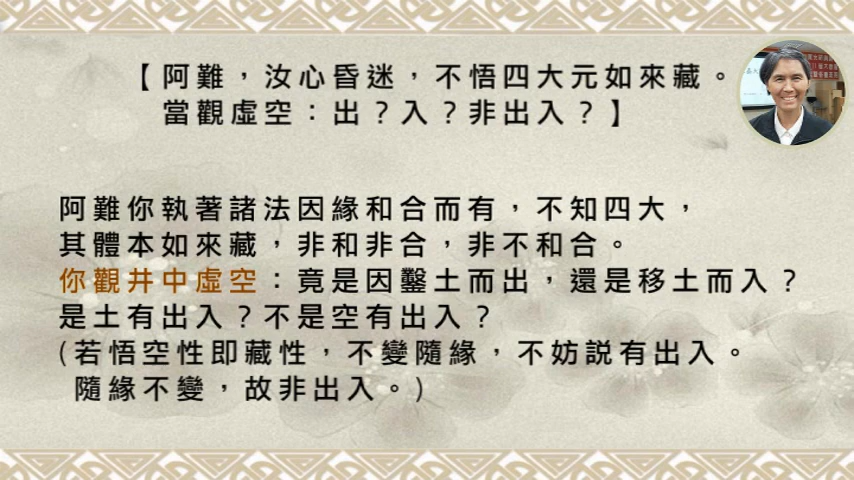 【阿難，汝心昏迷，不悟四大元如來藏。
當觀虛空：出？入？非出入？】
阿難你執著諸法因緣和合而有，不知四大，
其體本如來藏，非和非合，非不和合。
你觀井中虛空：竟是因鑿土而出，還是移土而入？
是土有出入？不是空有出入？
(若悟空性即藏性，不變隨緣，不妨説有出入。
隨緣不變，故非出入。)